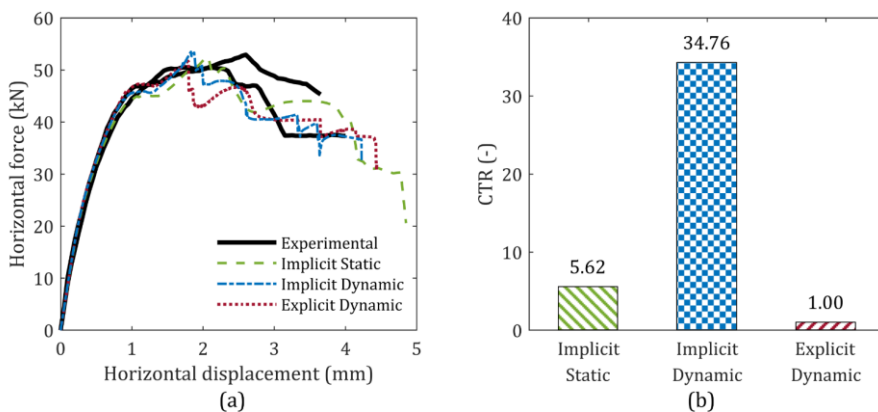 60
50
40
30
20
10
0
Horizontal force (kN)
Experimental
Implicit Static
Implicit Dynamic
Explicit Dynamic
0 1 2 3 4 5
Horizontal displacement (mm)
(a)
40
30
20
10
0
CTR (-)
5.62
34.76
1.00
Implicit Static
Implicit Dynamic
Explicit Dynamic
(b)